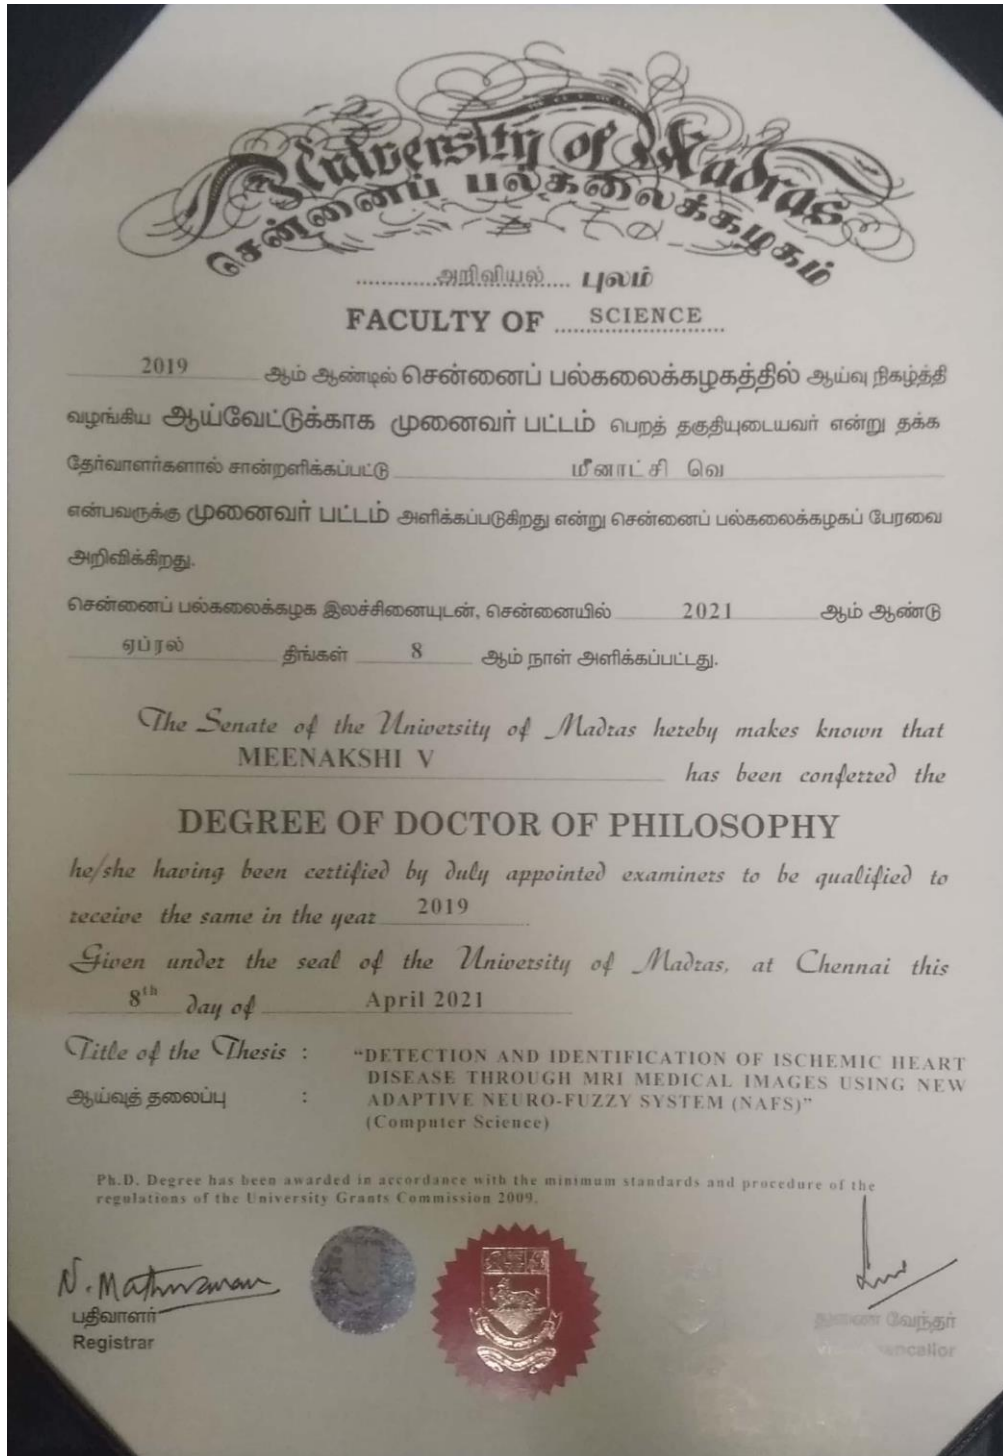 University of Madras
சென்னைப் பல்கலைக்கழகம்
அறிவியல் புலம்
FACULTY OF SCIENCE
2019 ஆம் ஆண்டில் சென்னைப் பல்கலைக்கழகத்தில் ஆய்வு நிகழ்த்தி
வழங்கிய ஆய்வேட்டுக்காக முனைவர் பட்டம் பெறத் தகுதியுடையவர் என்று தக்க
தேர்வாளர்களால் சான்றளிக்கப்பட்டு மீனாட்சி வெ
என்பவருக்கு முனைவர் பட்டம் அளிக்கப்படுகிறது என்று சென்னைப் பல்கலைக்கழகப் பேரவை
அறிவிக்கிறது.
சென்னைப் பல்கலைக்கழக இலச்சினையுடன், சென்னையில் 2021 ஆம் ஆண்டு
ஏப்ரல் திங்கள் 8 ஆம் நாள் அளிக்கப்பட்டது.
The Senate of the University of Madras hereby makes known that
MEENAKSHI V has been conferred the
DEGREE OF DOCTOR OF PHILOSOPHY
he/she having been certified by duly appointed examiners to be qualified to
receive the same in the year 2019.
Given under the seal of the University of Madras, at Chennai this
8th day of April 2021
Title of the Thesis : "DETECTION AND IDENTIFICATION OF ISCHEMIC HEART
DISEASE THROUGH MRI MEDICAL IMAGES USING NEW
ஆய்வுத் தலைப்பு : ADAPTIVE NEURO-FUZZY SYSTEM (NAFS)"
(Computer Science)
Ph.D. Degree has been awarded in accordance with the minimum standards and procedure of the
regulations of the University Grants Commission 2009.
பதிவாளர்
Registrar
துணை வேந்தர்